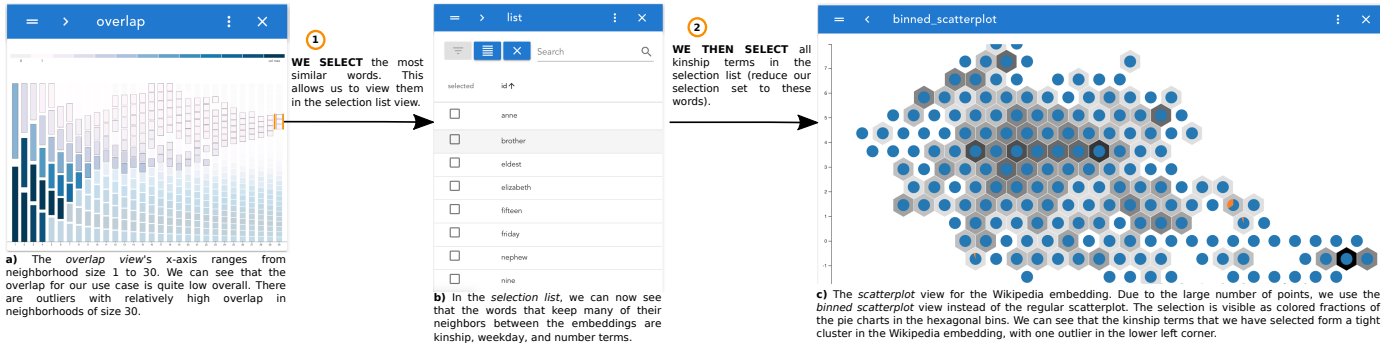 overlap
1
WE SELECT the most
similar words. This
allows us to view them
in the selection list view.
a) The overlap view's x-axis ranges from
neighborhood size 1 to 30. We can see that the
overlap for our use case is quite low overall. There
are outliers with relatively high overlap in
neighborhoods of size 30.
list
Search
selected id
anne
brother
eldest
elizabeth
fifteen
friday
nephew
nine
b) In the selection list, we can now see
that the words that keep many of their
neighbors between the embeddings are
kinship, weekday, and number terms.
2
WE THEN SELECT all
kinship terms in the
selection list (reduce our
selection set to these
words).
binned_scatterplot
7
6
5
4
3
2
1
0
-1
c) The scatterplot view for the Wikipedia embedding. Due to the large number of points, we use the
binned scatterplot view instead of the regular scatterplot. The selection is visible as colored fractions of
the pie charts in the hexagonal bins. We can see that the kinship terms that we have selected form a tight
cluster in the Wikipedia embedding, with one outlier in the lower left corner.